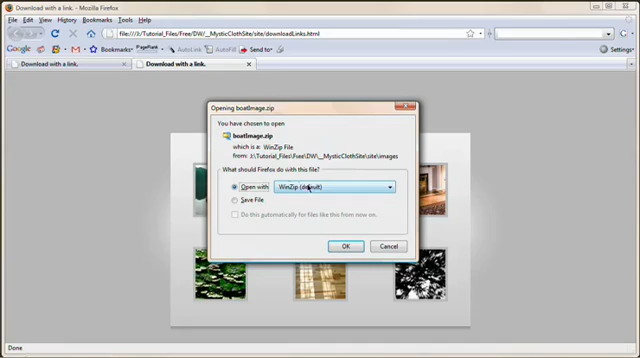 Download with a link. - Mozilla Firefox
File Edit View History Bookmarks Tools Help
file:///J:/Tutorial_Files/Free/DW/__MysticClothSite/site/downloadLinks.html
Google Bookmarks PageRank AutoLink AutoFill Send to Settings
Download with a link. Download with a link.
Opening boatImage.zip
You have chosen to open
boatImage.zip
which is a: WinZip File
from: J:\Tutorial_Files\Free\DW\__MysticClothSite\site\images
What should Firefox do with this file?
Open with WinZip (default)
Save File
Do this automatically for files like this from now on.
OK Cancel
Done